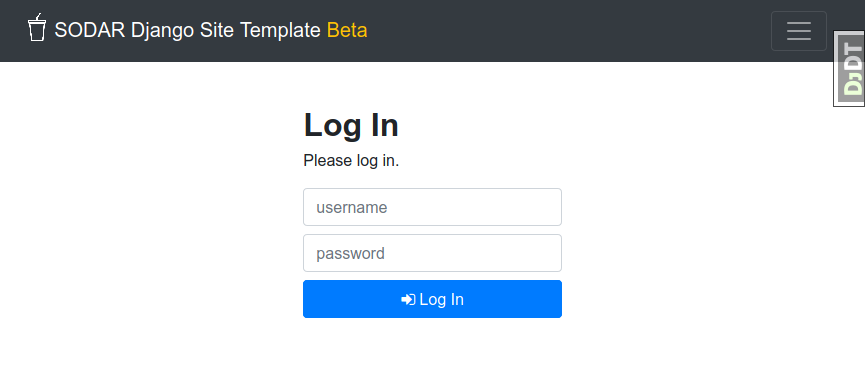 SODAR Django Site Template Beta
DjDT
Log In
Please log in.
username
password
Log In